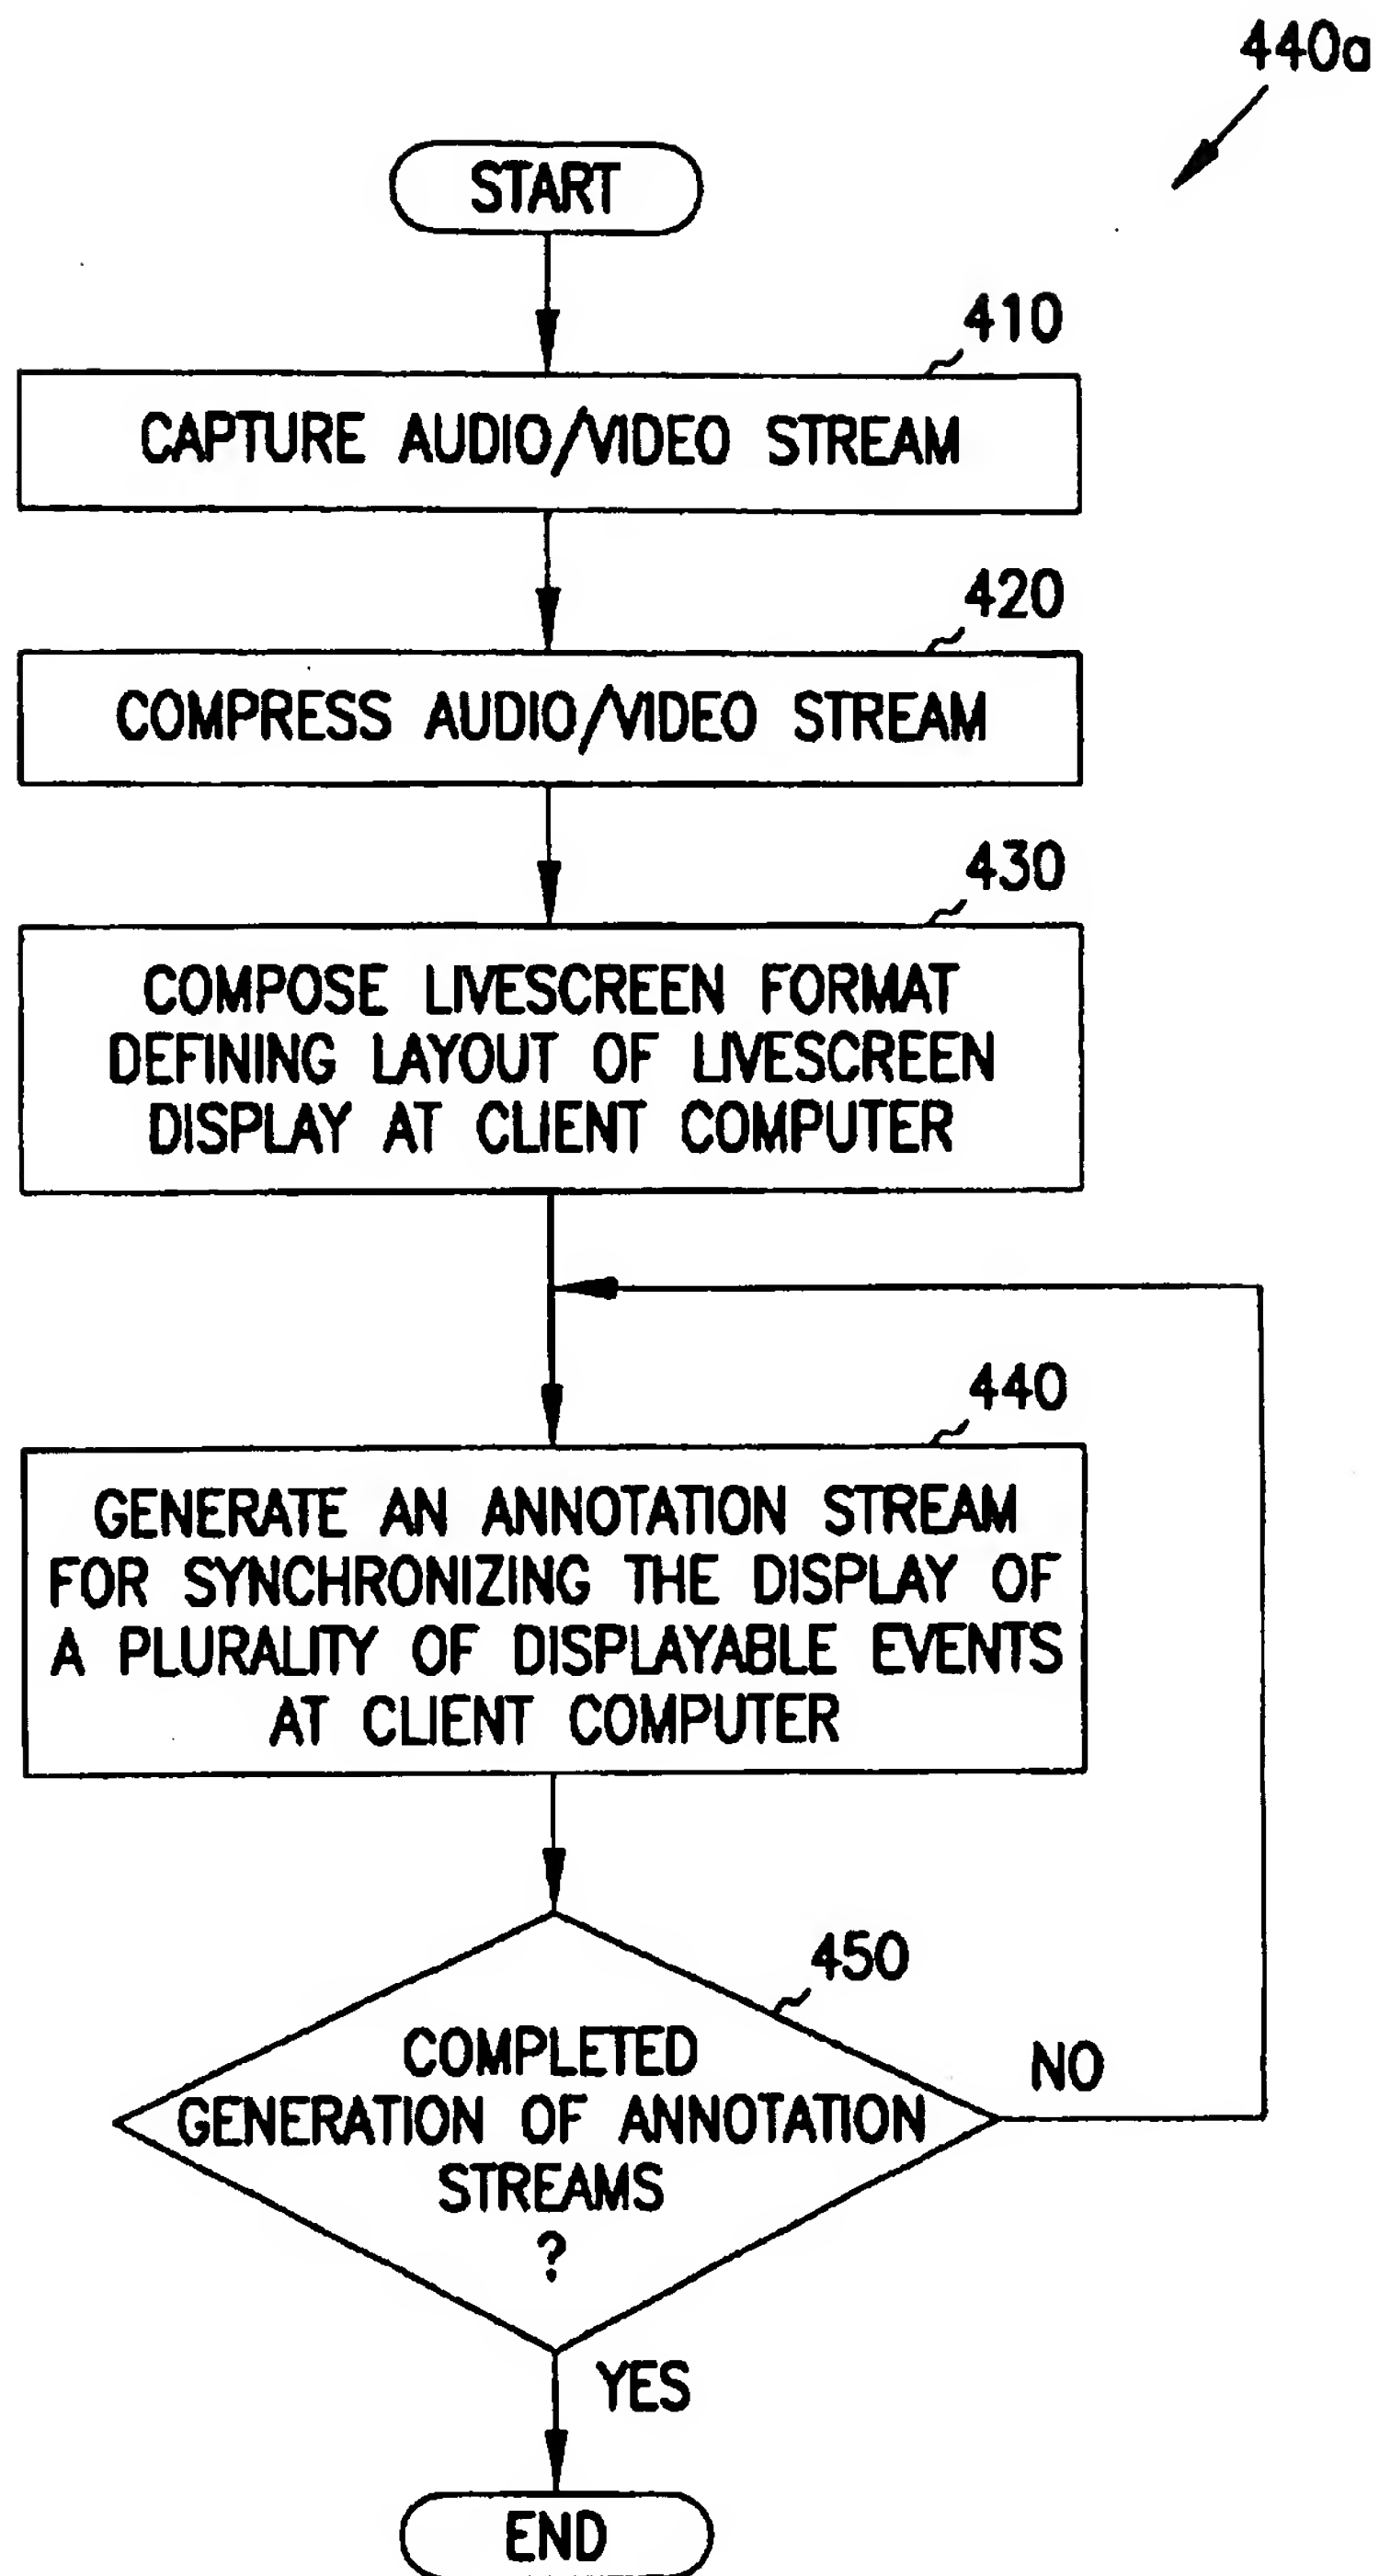 440a
START
410
CAPTURE AUDIO/VIDEO STREAM
420
COMPRESS AUDIO/VIDEO STREAM
430
COMPOSE LIVESCREEN FORMAT
DEFINING LAYOUT OF LIVESCREEN
DISPLAY AT CLIENT COMPUTER
440
GENERATE AN ANNOTATION STREAM
FOR SYNCHRONIZING THE DISPLAY OF
A PLURALITY OF DISPLAYABLE EVENTS
AT CLIENT COMPUTER
450
COMPLETED
GENERATION OF ANNOTATION
STREAMS
?
NO
YES
END